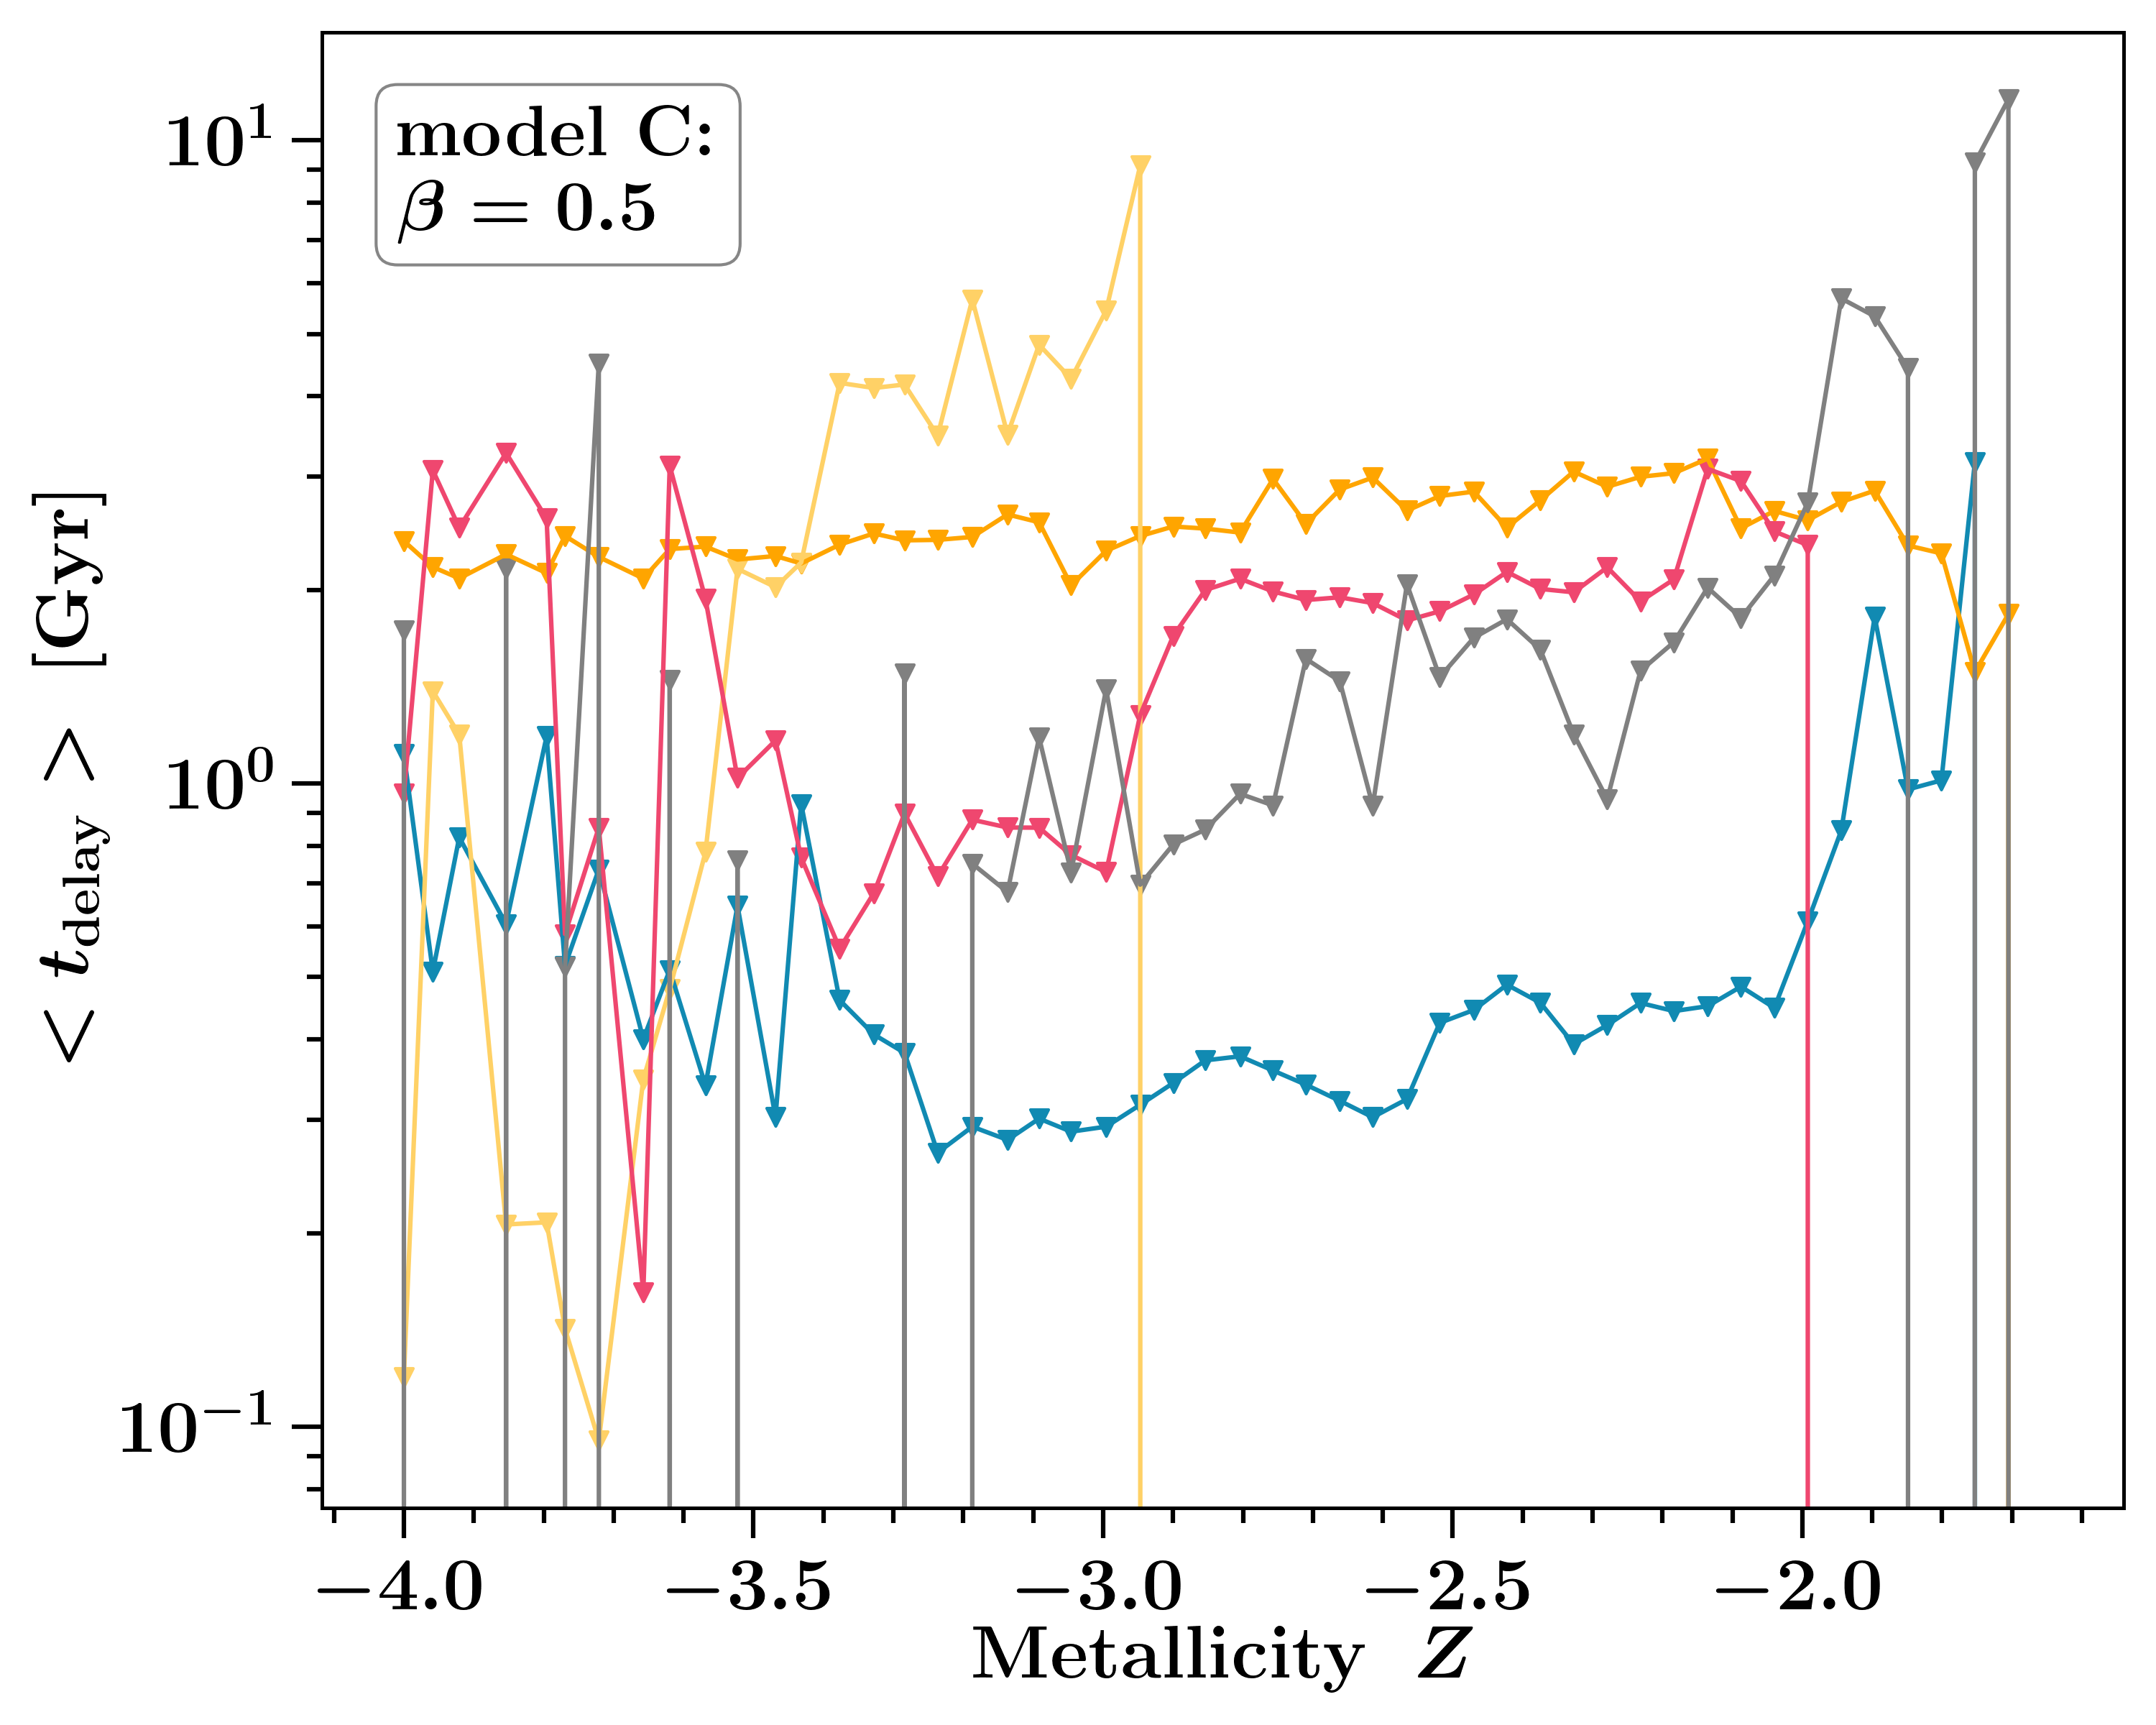 model C:
β = 0.5
10¹
10⁰
10⁻¹
< t_delay > [Gyr]
−4.0 −3.5 −3.0 −2.5 −2.0
Metallicity Z